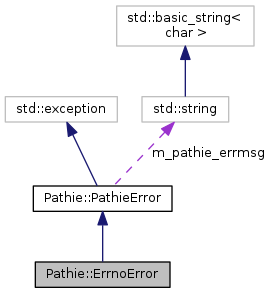 std::basic_string<
char >
std::exception
std::string
m_pathie_errmsg
Pathie::PathieError
Pathie::ErrnoError